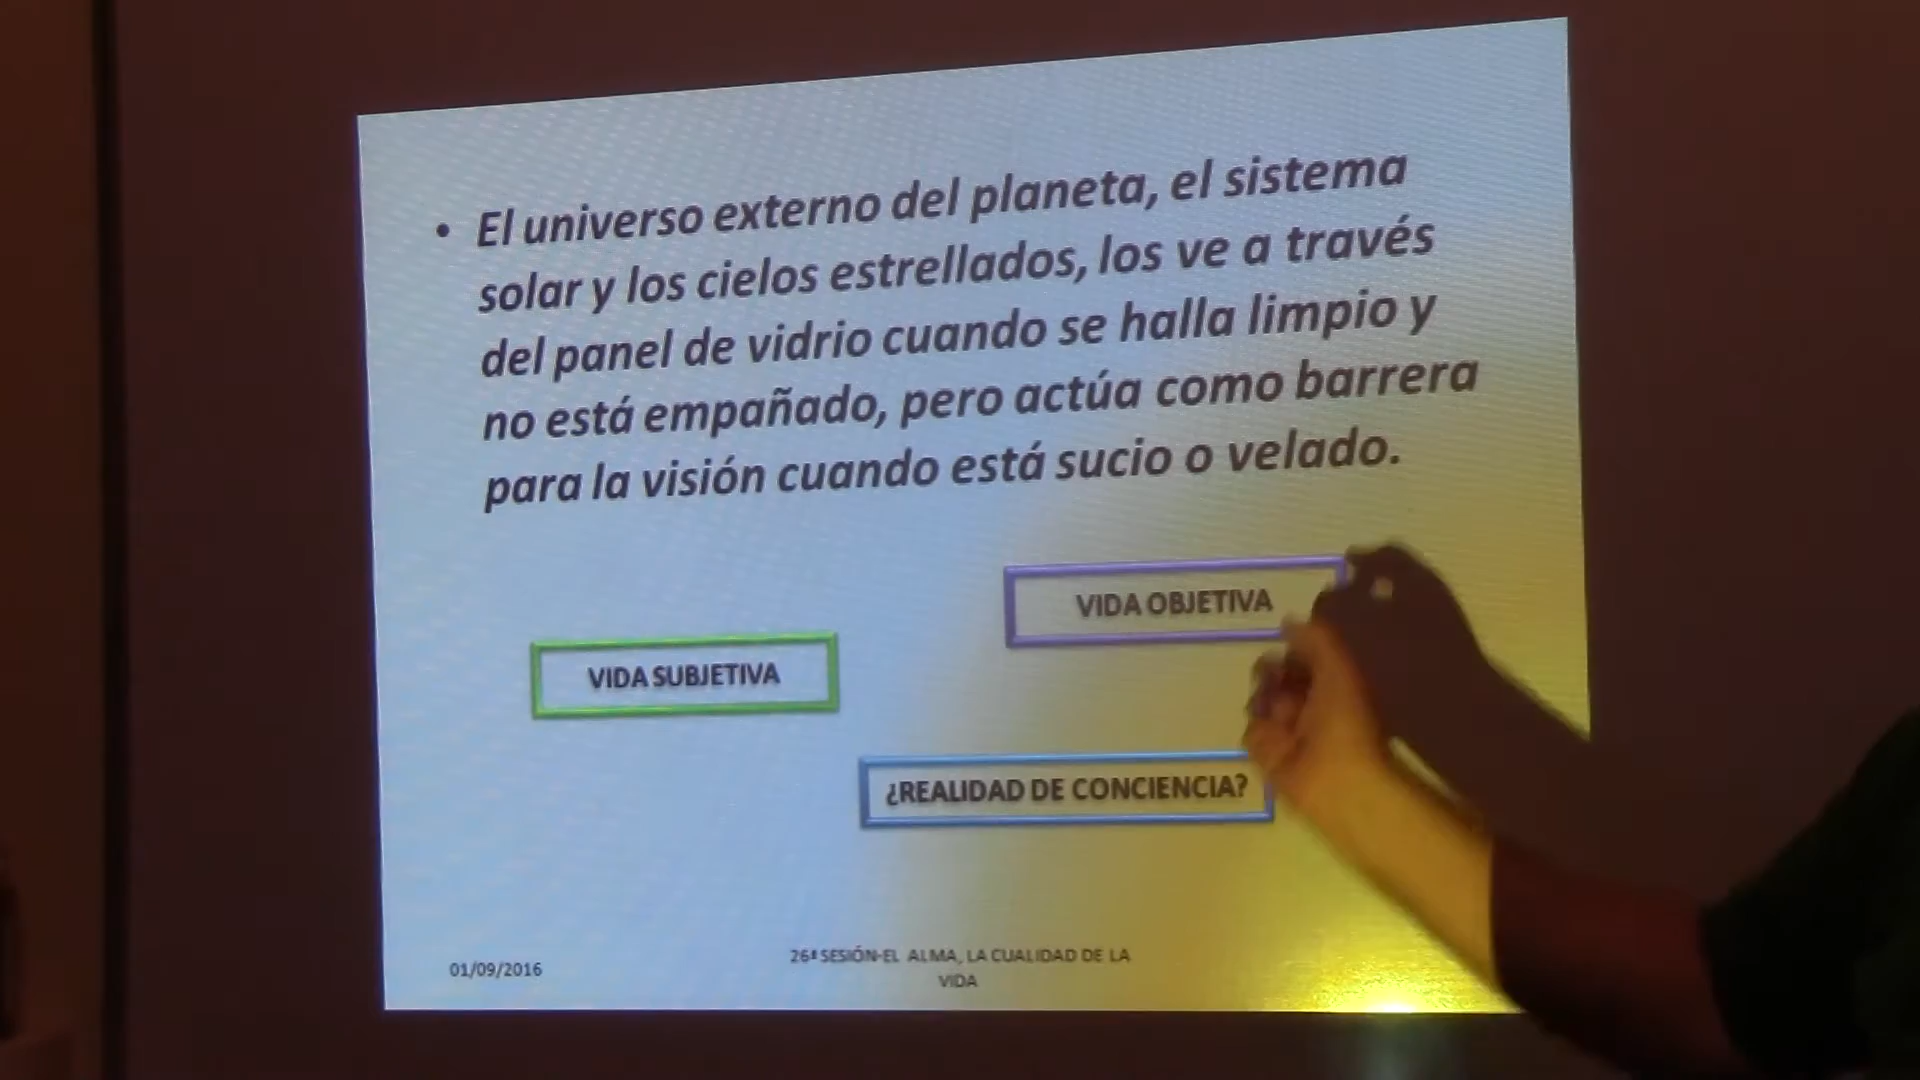 • El universo externo del planeta, el sistema
solar y los cielos estrellados, los ve a través
del panel de vidrio cuando se halla limpio y
no está empañado, pero actúa como barrera
para la visión cuando está sucio o velado.
VIDA OBJETIVA
VIDA SUBJETIVA
¿REALIDAD DE CONCIENCIA?
01/09/2016
26ª SESIÓN-EL ALMA, LA CUALIDAD DE LA
VIDA